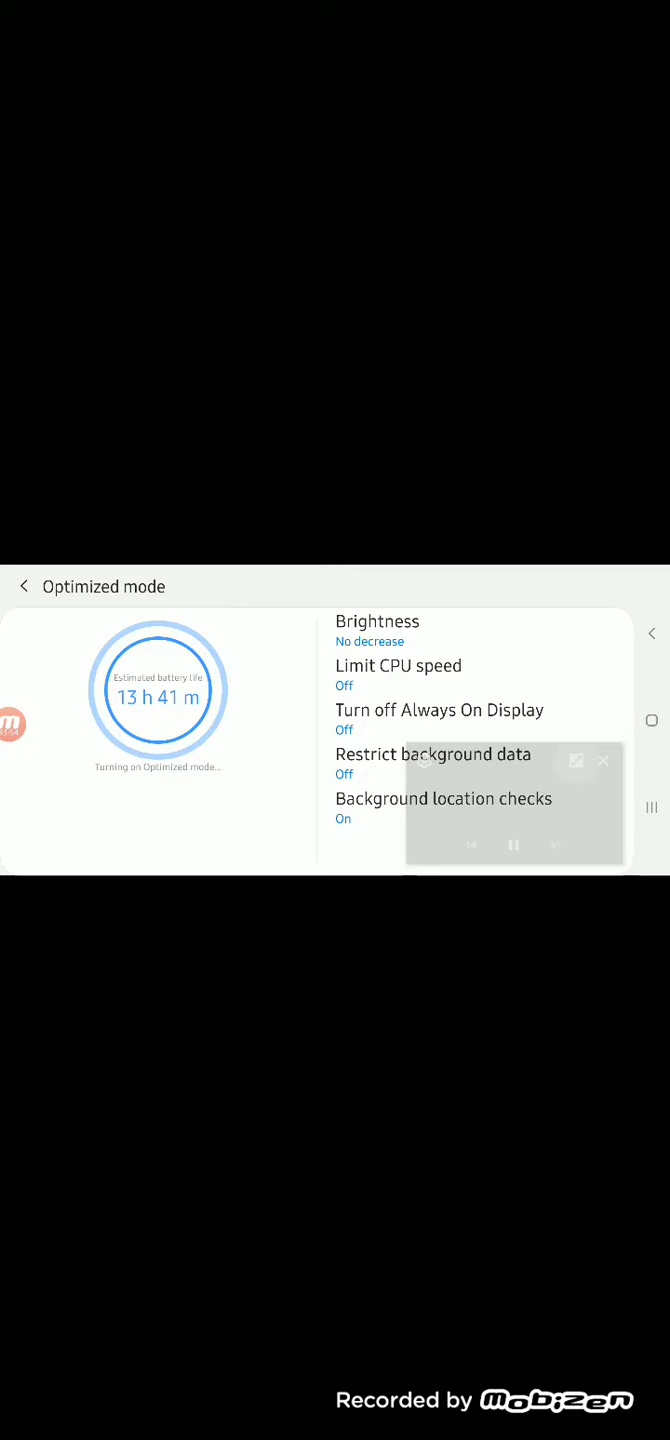 Optimized mode
Estimated battery life
13 h 41 m
Turning on Optimized mode...
Brightness
No decrease
Limit CPU speed
Off
Turn off Always On Display
Off
Restrict background data
Off
Background location checks
On
Recorded by mobizen